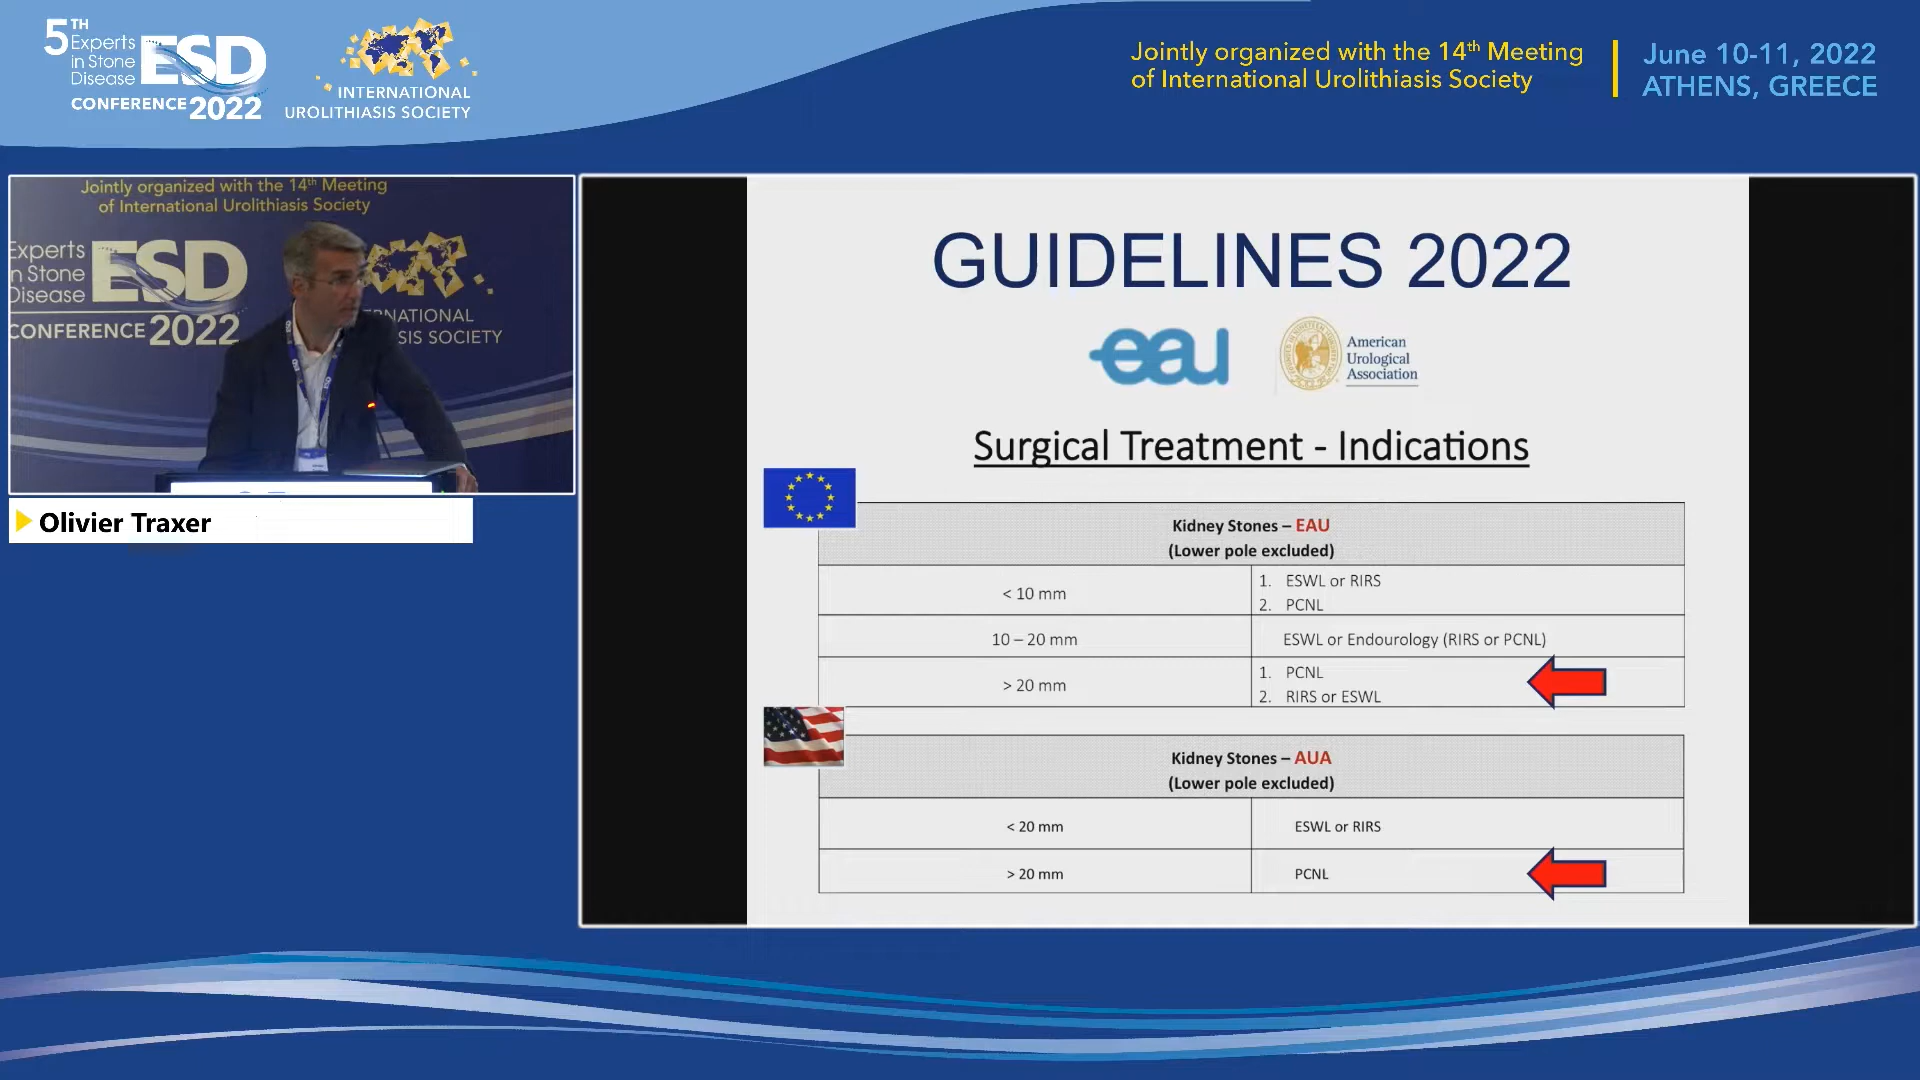 5TH
Experts
in Stone
Disease
ESD
CONFERENCE 2022
INTERNATIONAL
UROLITHIASIS SOCIETY
Jointly organized with the 14th Meeting
of International Urolithiasis Society
June 10-11, 2022
ATHENS, GREECE
Jointly organized with the 14th Meeting
of International Urolithiasis Society
Experts
in Stone
Disease
ESD
CONFERENCE 2022
ERNATIONAL
SIS SOCIETY
Olivier Traxer
GUIDELINES 2022
eau
American
Urological
Association
Surgical Treatment - Indications
Kidney Stones – EAU
(Lower pole excluded)
< 10 mm
1. ESWL or RIRS
2. PCNL
10 – 20 mm
ESWL or Endourology (RIRS or PCNL)
> 20 mm
1. PCNL
2. RIRS or ESWL
Kidney Stones – AUA
(Lower pole excluded)
< 20 mm
ESWL or RIRS
> 20 mm
PCNL